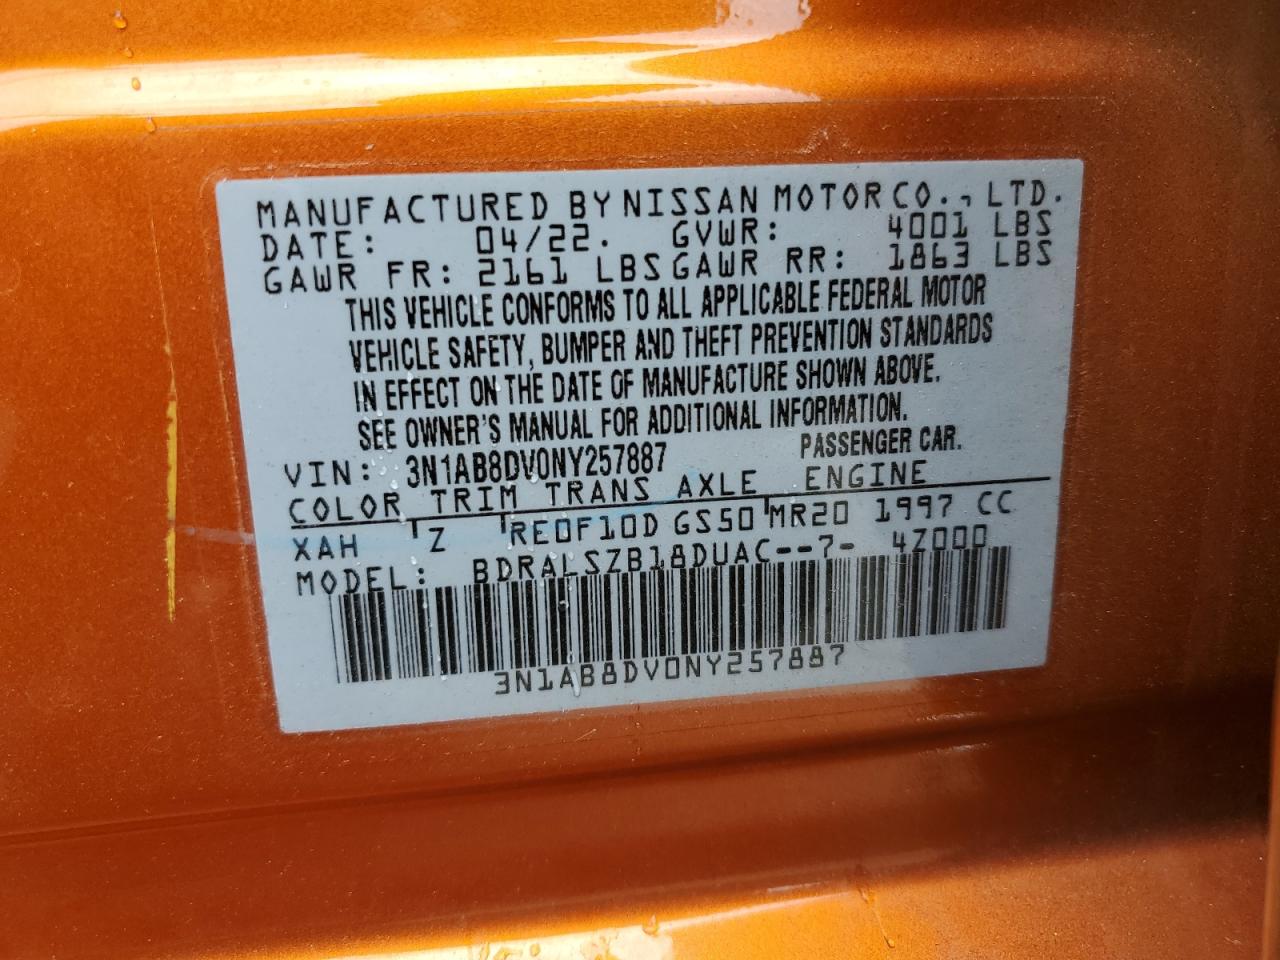 MANUFACTURED BY NISSAN MOTOR CO., LTD.
DATE: 04/22. GVWR: 4001 LBS
GAWR FR: 2161 LBS GAWR RR: 1863 LBS
THIS VEHICLE CONFORMS TO ALL APPLICABLE FEDERAL MOTOR
VEHICLE SAFETY, BUMPER AND THEFT PREVENTION STANDARDS
IN EFFECT ON THE DATE OF MANUFACTURE SHOWN ABOVE.
SEE OWNER'S MANUAL FOR ADDITIONAL INFORMATION.
VIN: 3N1AB8DV0NY257887 PASSENGER CAR.
COLOR TRIM TRANS AXLE ENGINE
XAH Z RE0F10D GS50 MR20 1997 CC
MODEL: BDRALSZB18DUAC--7- 4Z000
3N1AB8DV0NY257887